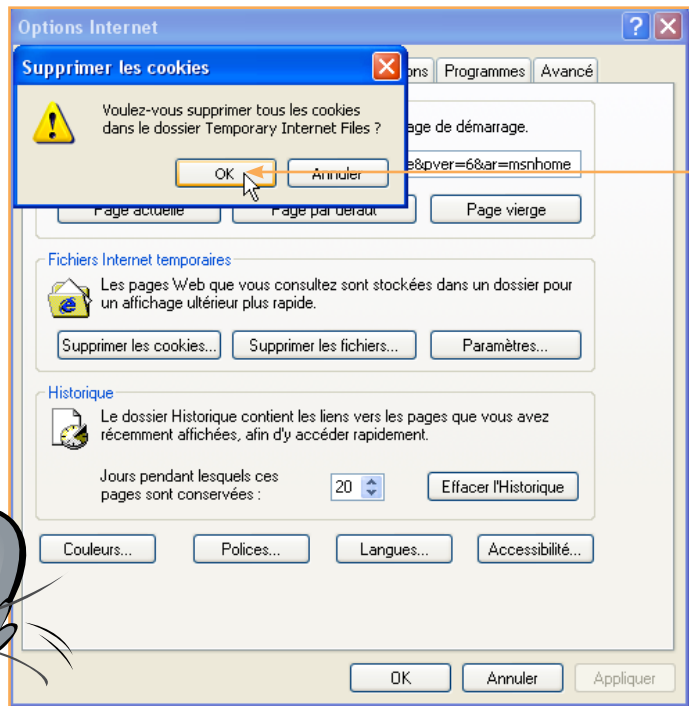 Options Internet
Supprimer les cookies
Voulez-vous supprimer tous les cookies
dans le dossier Temporary Internet Files ?
OK
Annuler
Programmes
Avancé
age de démarrage.
e&pver=6&ar=msnhome
Page actuelle
Page par défaut
Page vierge
Fichiers Internet temporaires
Les pages Web que vous consultez sont stockées dans un dossier pour
un affichage ultérieur plus rapide.
Supprimer les cookies...
Supprimer les fichiers...
Paramètres...
Historique
Le dossier Historique contient les liens vers les pages que vous avez
récemment affichées, afin d'y accéder rapidement.
Jours pendant lesquels ces
pages sont conservées :
20
Effacer l'Historique
Couleurs...
Polices...
Langues...
Accessibilité...
OK
Annuler
Appliquer